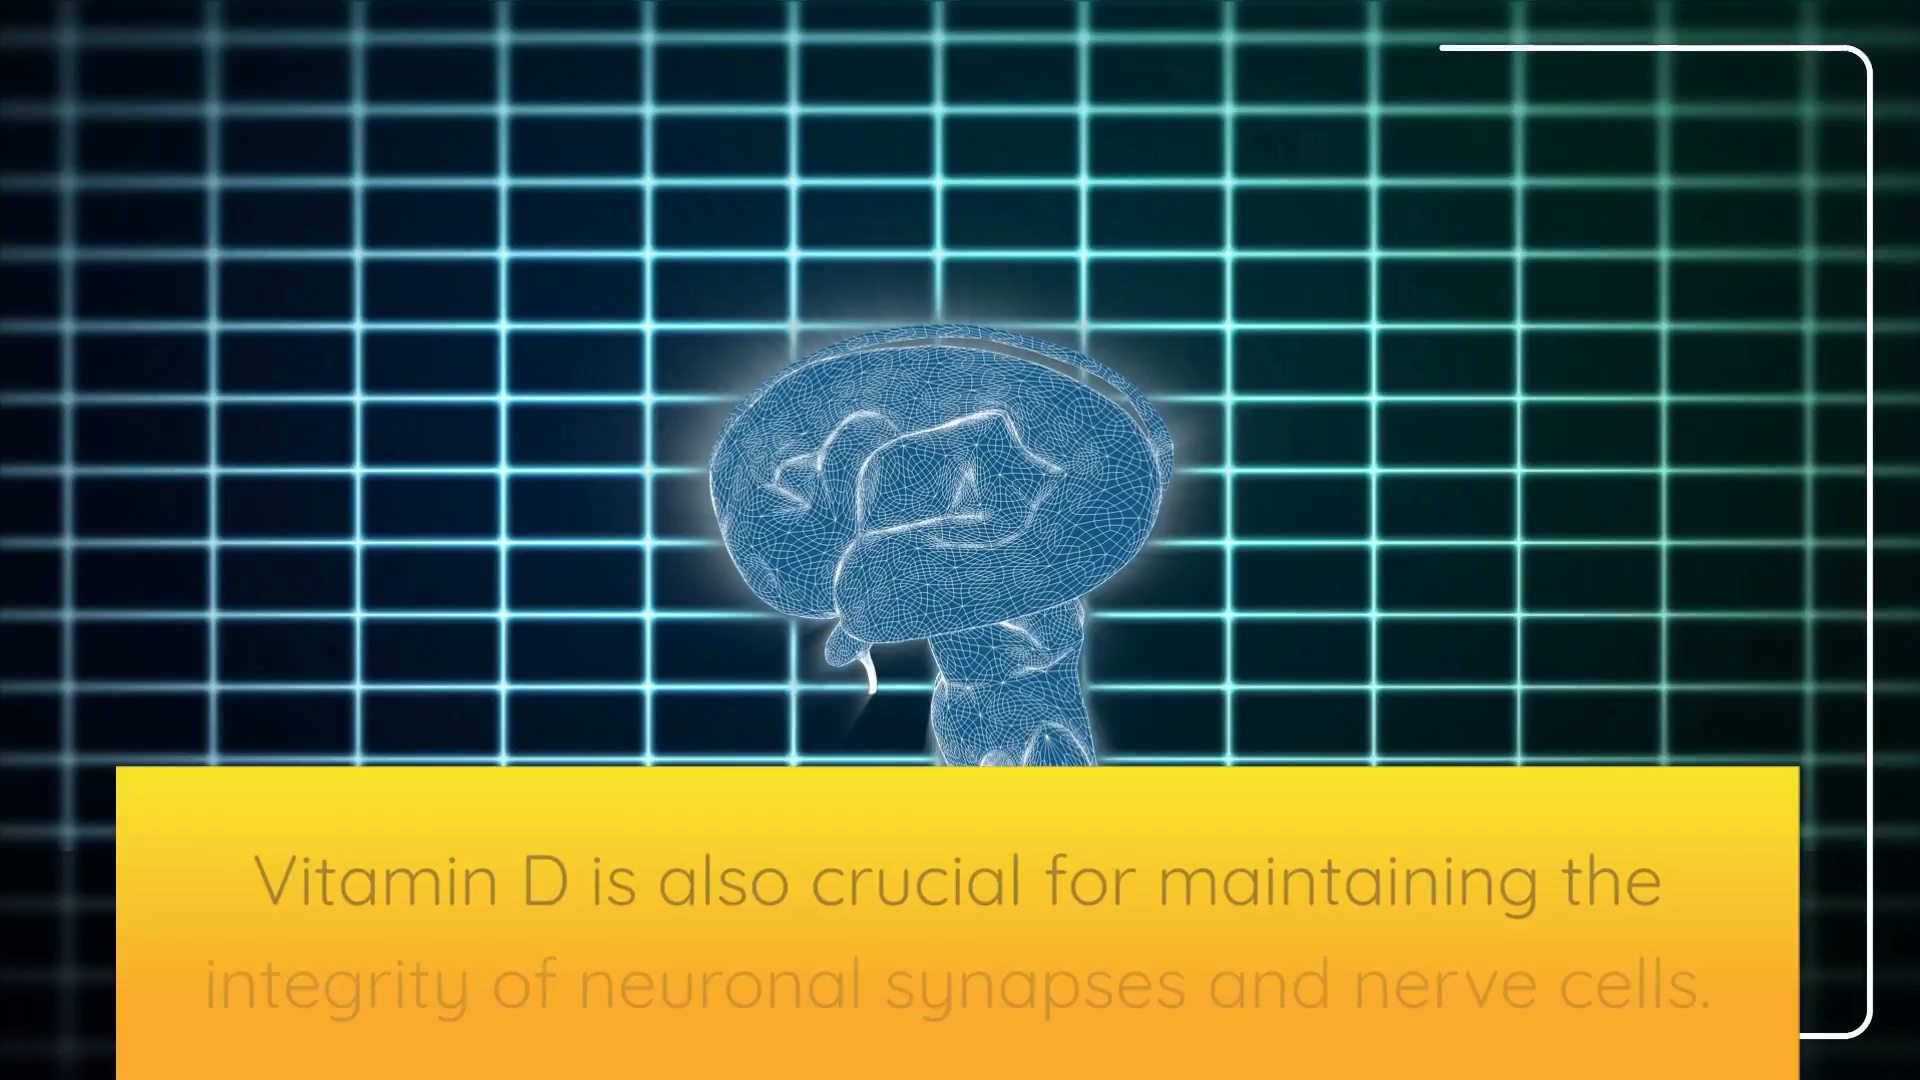 Vitamin D is also crucial for maintaining the
integrity of neuronal synapses and nerve cells.